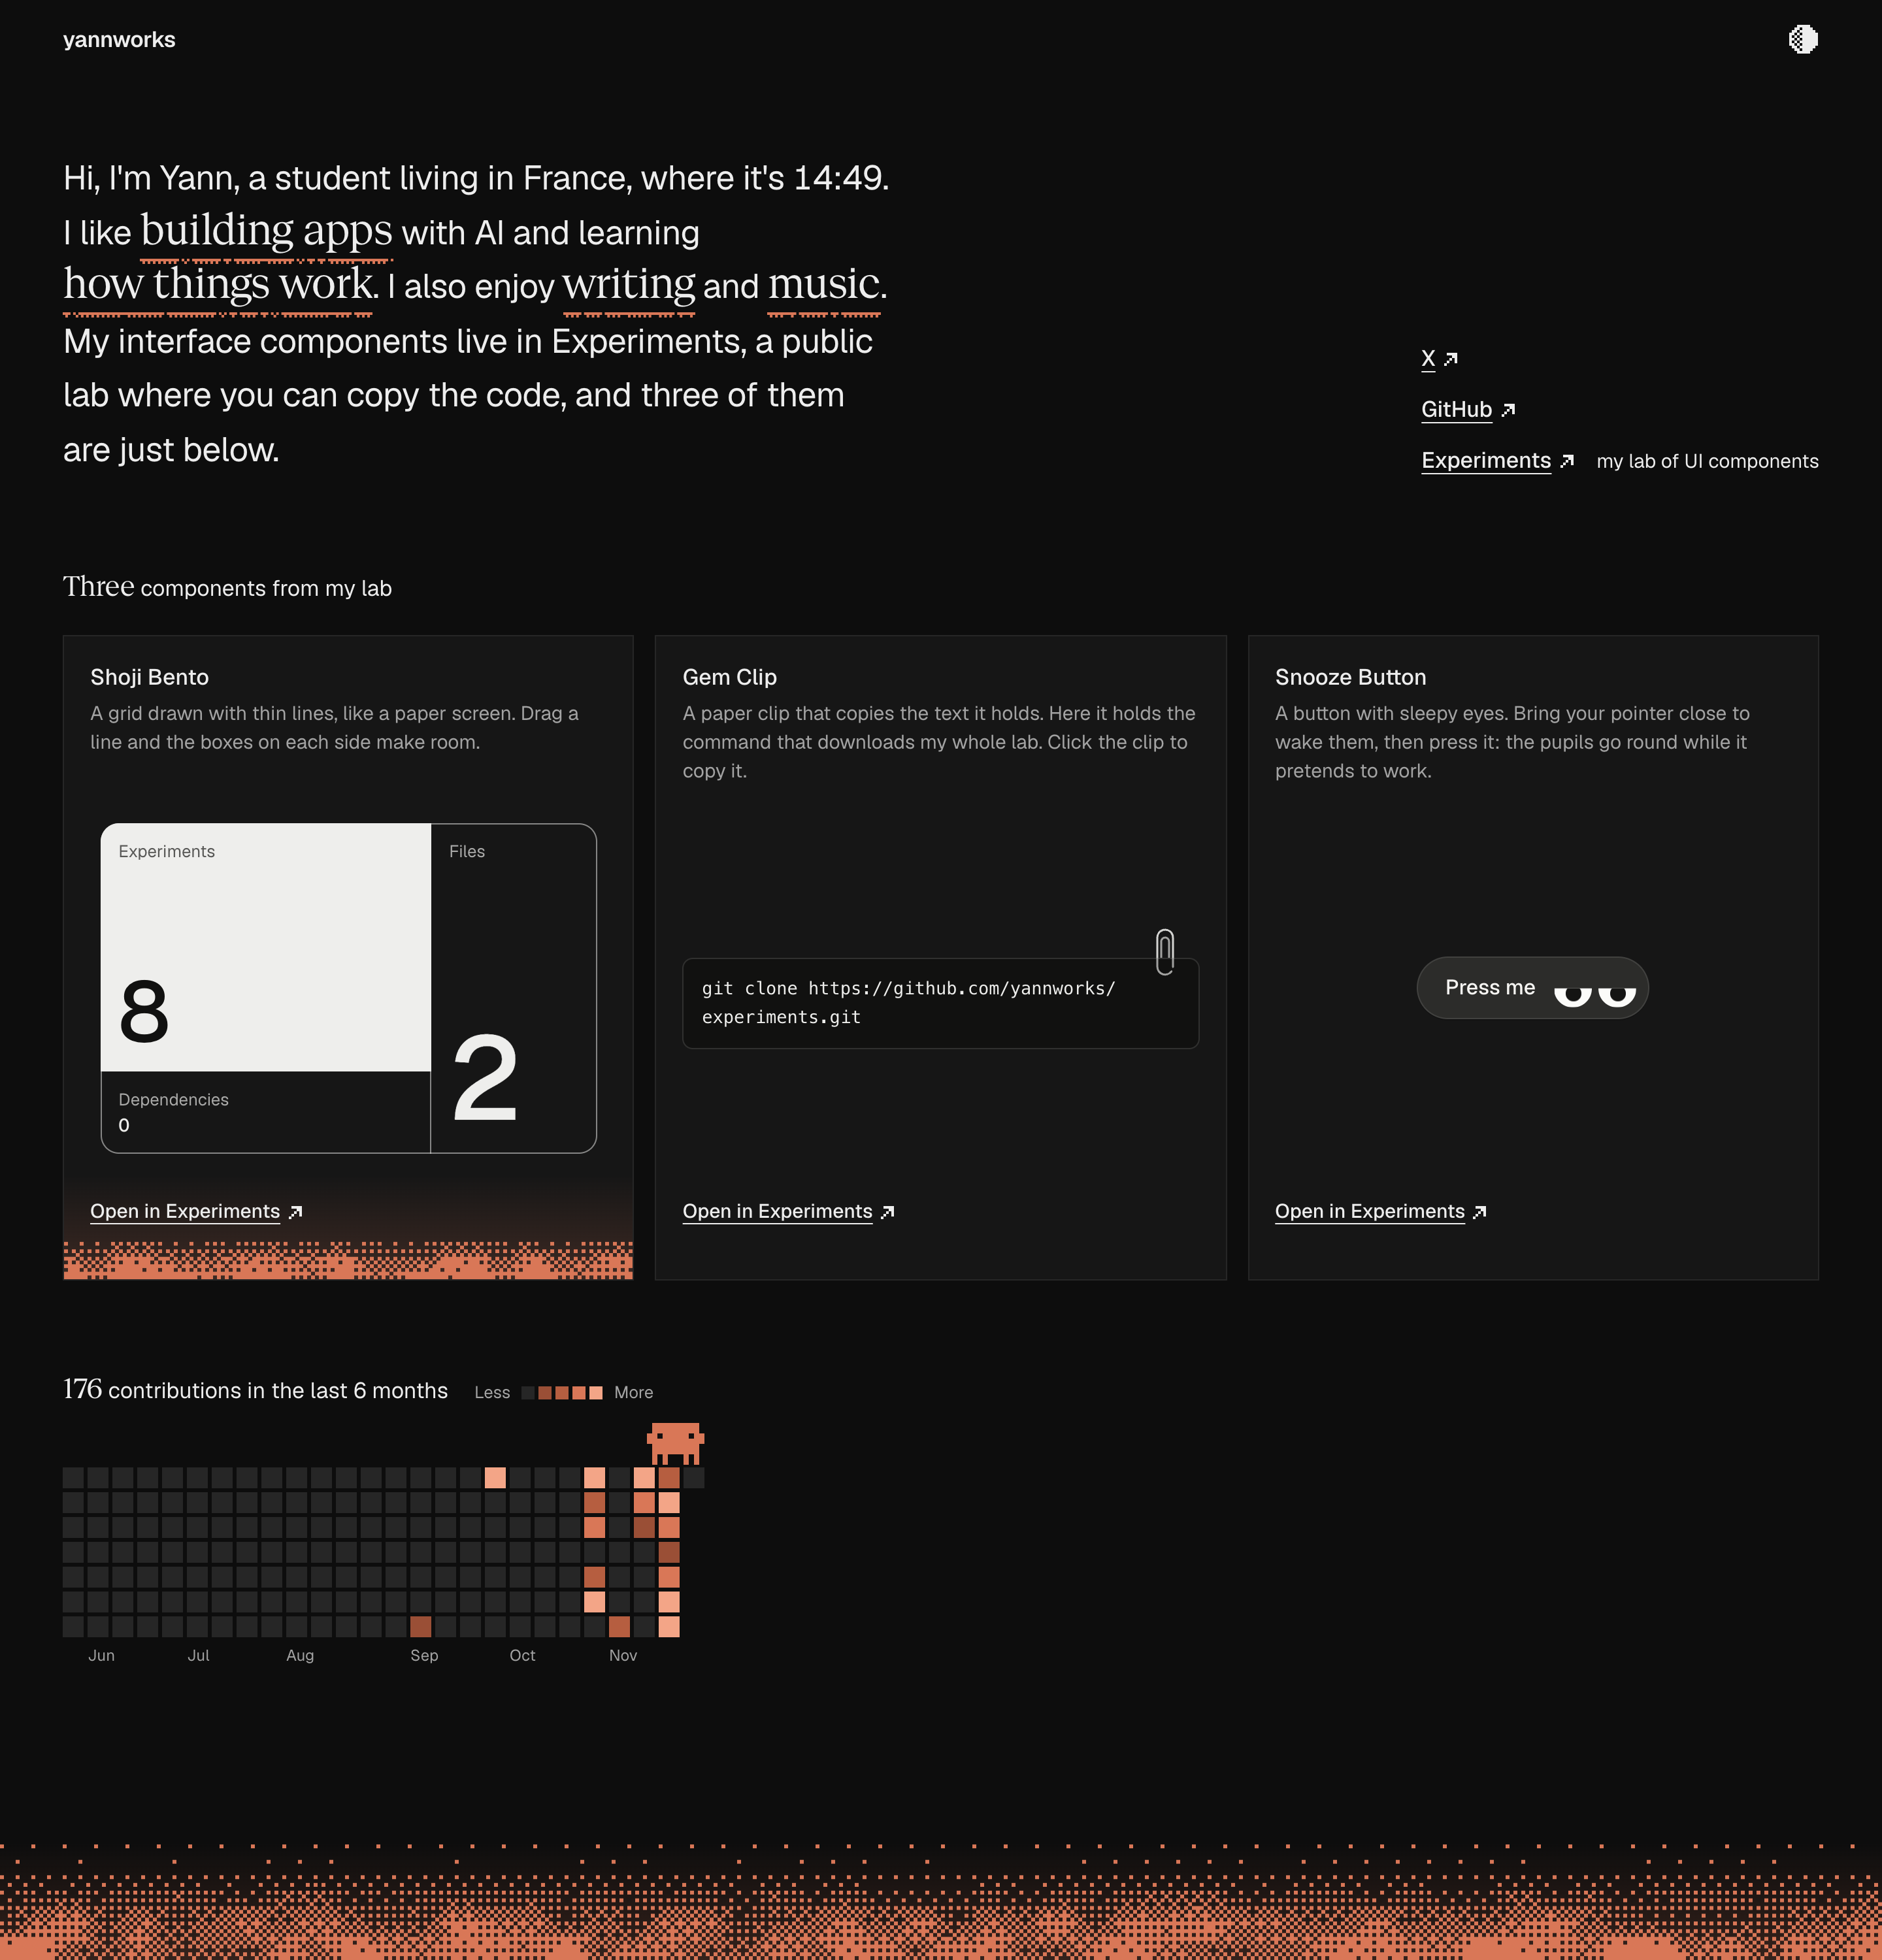 yannworks
Hi, I'm Yann, a student living in France, where it's 14:49.
I like building apps with AI and learning
how things work. I also enjoy writing and music.
My interface components live in Experiments, a public
lab where you can copy the code, and three of them
are just below.
X
GitHub
Experiments my lab of UI components
Three components from my lab
Shoji Bento
A grid drawn with thin lines, like a paper screen. Drag a
line and the boxes on each side make room.
Experiments
8
Files
2
Dependencies
0
Open in Experiments
Gem Clip
A paper clip that copies the text it holds. Here it holds the
command that downloads my whole lab. Click the clip to
copy it.
git clone https://github.com/yannworks/
experiments.git
Open in Experiments
Snooze Button
A button with sleepy eyes. Bring your pointer close to
wake them, then press it: the pupils go round while it
pretends to work.
Press me
Open in Experiments
176 contributions in the last 6 months Less More
Jun Jul Aug Sep Oct Nov